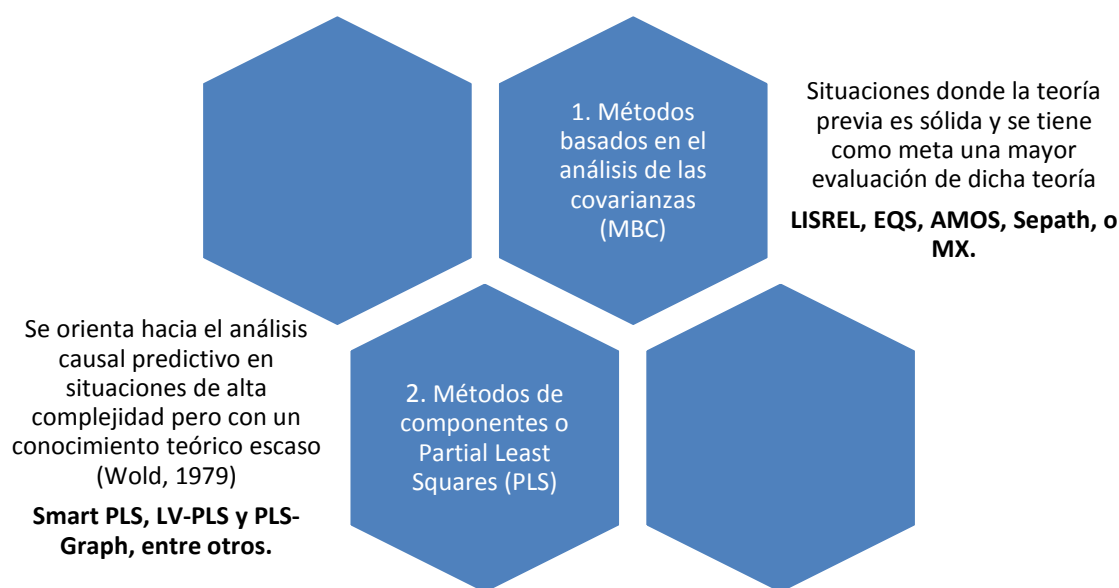 1. Métodos
basados en el
análisis de las
covarianzas
(MBC)
Situaciones donde la teoría
previa es sólida y se tiene
como meta una mayor
evaluación de dicha teoría
LISREL, EQS, AMOS, Sepath, o
MX.
Se orienta hacia el análisis
causal predictivo en
situaciones de alta
complejidad pero con un
conocimiento teórico escaso
(Wold, 1979)
Smart PLS, LV-PLS y PLS-
Graph, entre otros.
2. Métodos de
componentes o
Partial Least
Squares (PLS)